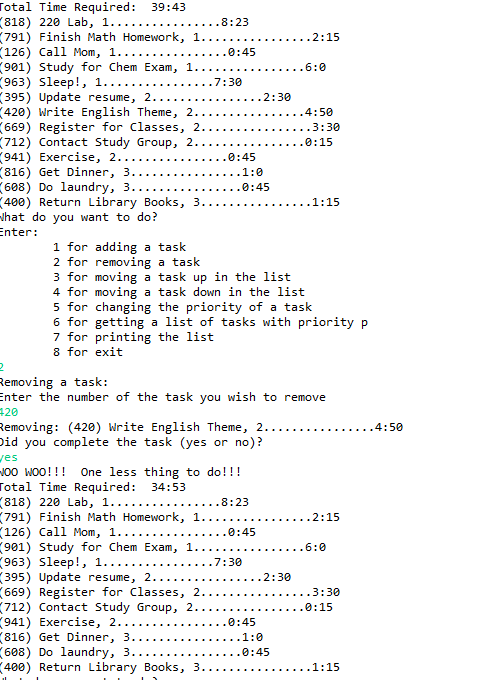 Total Time Required:  39:43
(818) 220 Lab, 1................8:23
(791) Finish Math Homework, 1................2:15
(126) Call Mom, 1................0:45
(901) Study for Chem Exam, 1................6:0
(963) Sleep!, 1................7:30
(395) Update resume, 2................2:30
(420) Write English Theme, 2................4:50
(669) Register for Classes, 2................3:30
(712) Contact Study Group, 2................0:15
(941) Exercise, 2................0:45
(816) Get Dinner, 3................1:0
(608) Do laundry, 3................0:45
(400) Return Library Books, 3................1:15
What do you want to do?
Enter:
1 for adding a task
2 for removing a task
3 for moving a task up in the list
4 for moving a task down in the list
5 for changing the priority of a task
6 for getting a list of tasks with priority p
7 for printing the list
8 for exit
2
Removing a task:
Enter the number of the task you wish to remove
420
Removing: (420) Write English Theme, 2................4:50
Did you complete the task (yes or no)?
yes
WOO WOO!!!  One less thing to do!!!
Total Time Required:  34:53
(818) 220 Lab, 1................8:23
(791) Finish Math Homework, 1................2:15
(126) Call Mom, 1................0:45
(901) Study for Chem Exam, 1................6:0
(963) Sleep!, 1................7:30
(395) Update resume, 2................2:30
(669) Register for Classes, 2................3:30
(712) Contact Study Group, 2................0:15
(941) Exercise, 2................0:45
(816) Get Dinner, 3................1:0
(608) Do laundry, 3................0:45
(400) Return Library Books, 3................1:15